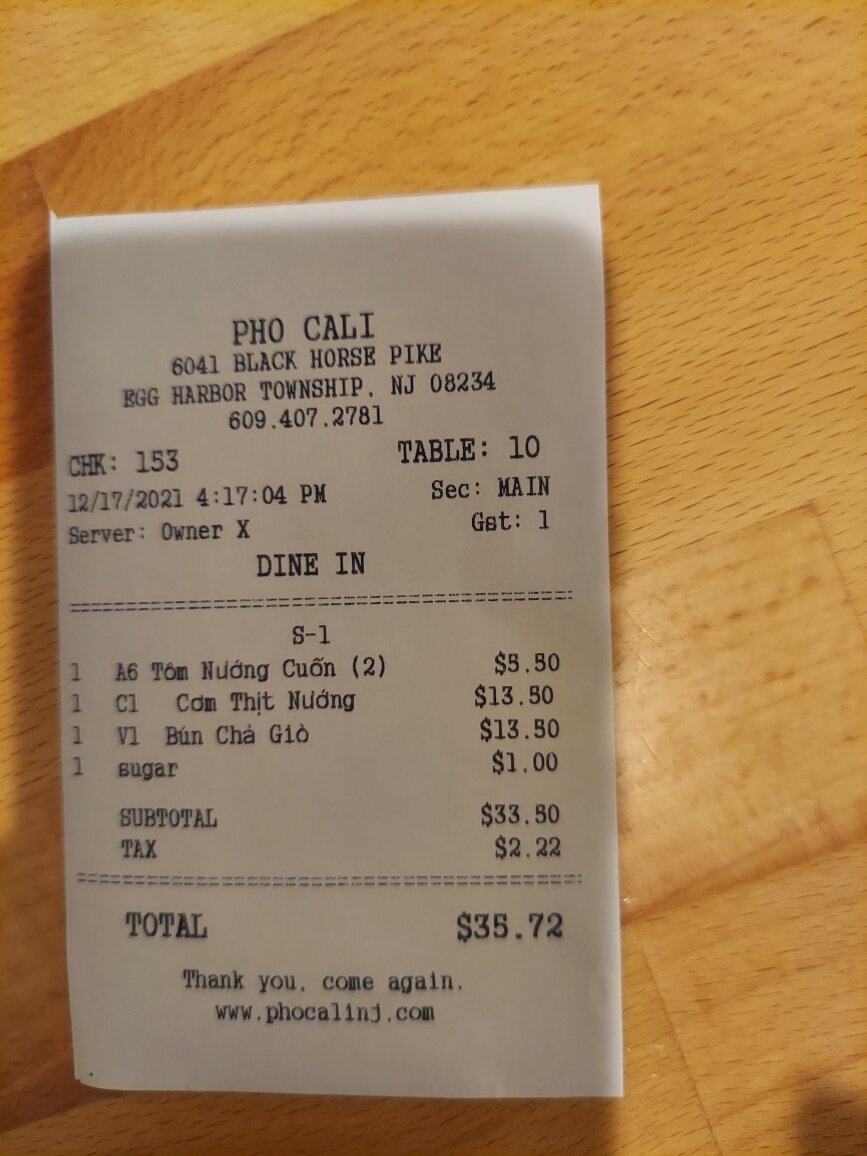 PHO CALI
6041 BLACK HORSE PIKE
EGG HARBOR TOWNSHIP, NJ 08234
609.407.2781
CHK: 153 TABLE: 10
12/17/2021 4:17:04 PM Sec: MAIN
Server: Owner X Gst: 1
DINE IN
S-1
1 A6 Tôm Nướng Cuốn (2) $5.50
1 C1 Cơm Thịt Nướng $13.50
1 V1 Bún Chả Giò $13.50
1 sugar $1.00
SUBTOTAL $33.50
TAX $2.22
TOTAL $35.72
Thank you, come again.
www.phocalinj.com